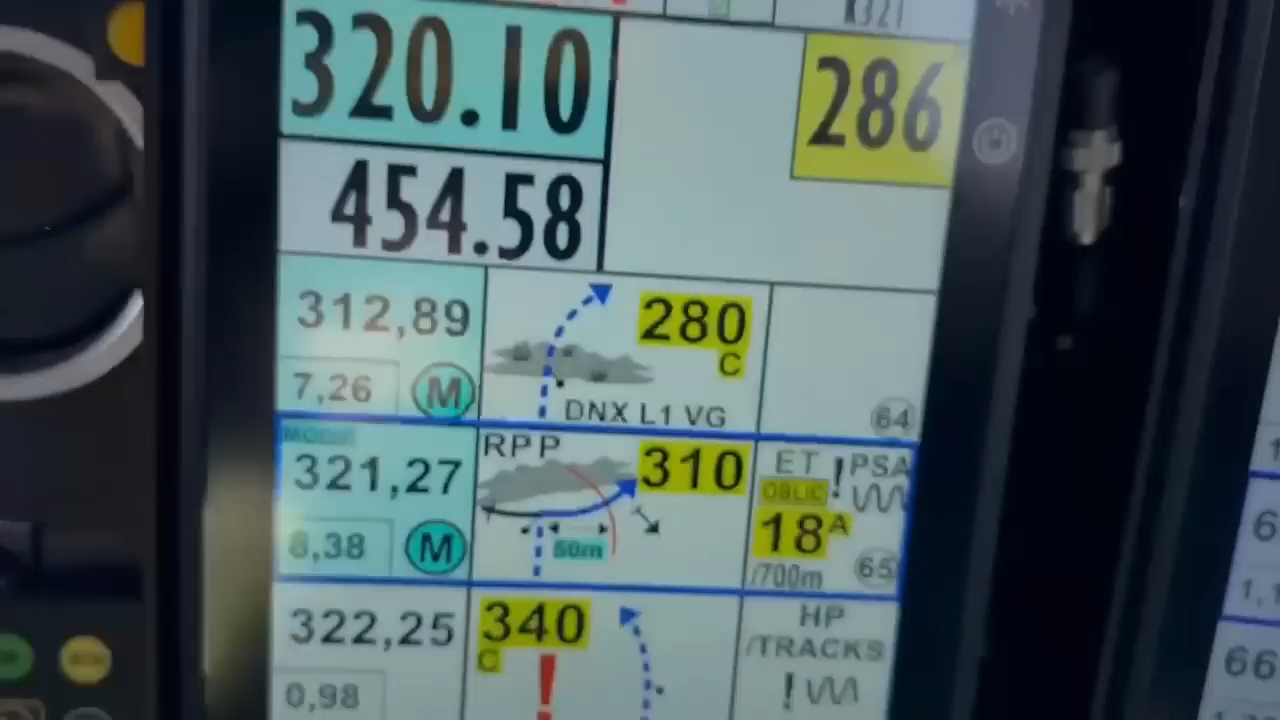 320.10
286
454.58
312,89
280
C
7,26
M
DNX L1 VG
64
RPP
321,27
310
ET ! PSA
OBLIC
18A
8,38
M
50m
/700m
65
322,25
340
C
HP
/TRACKS
!
0,98